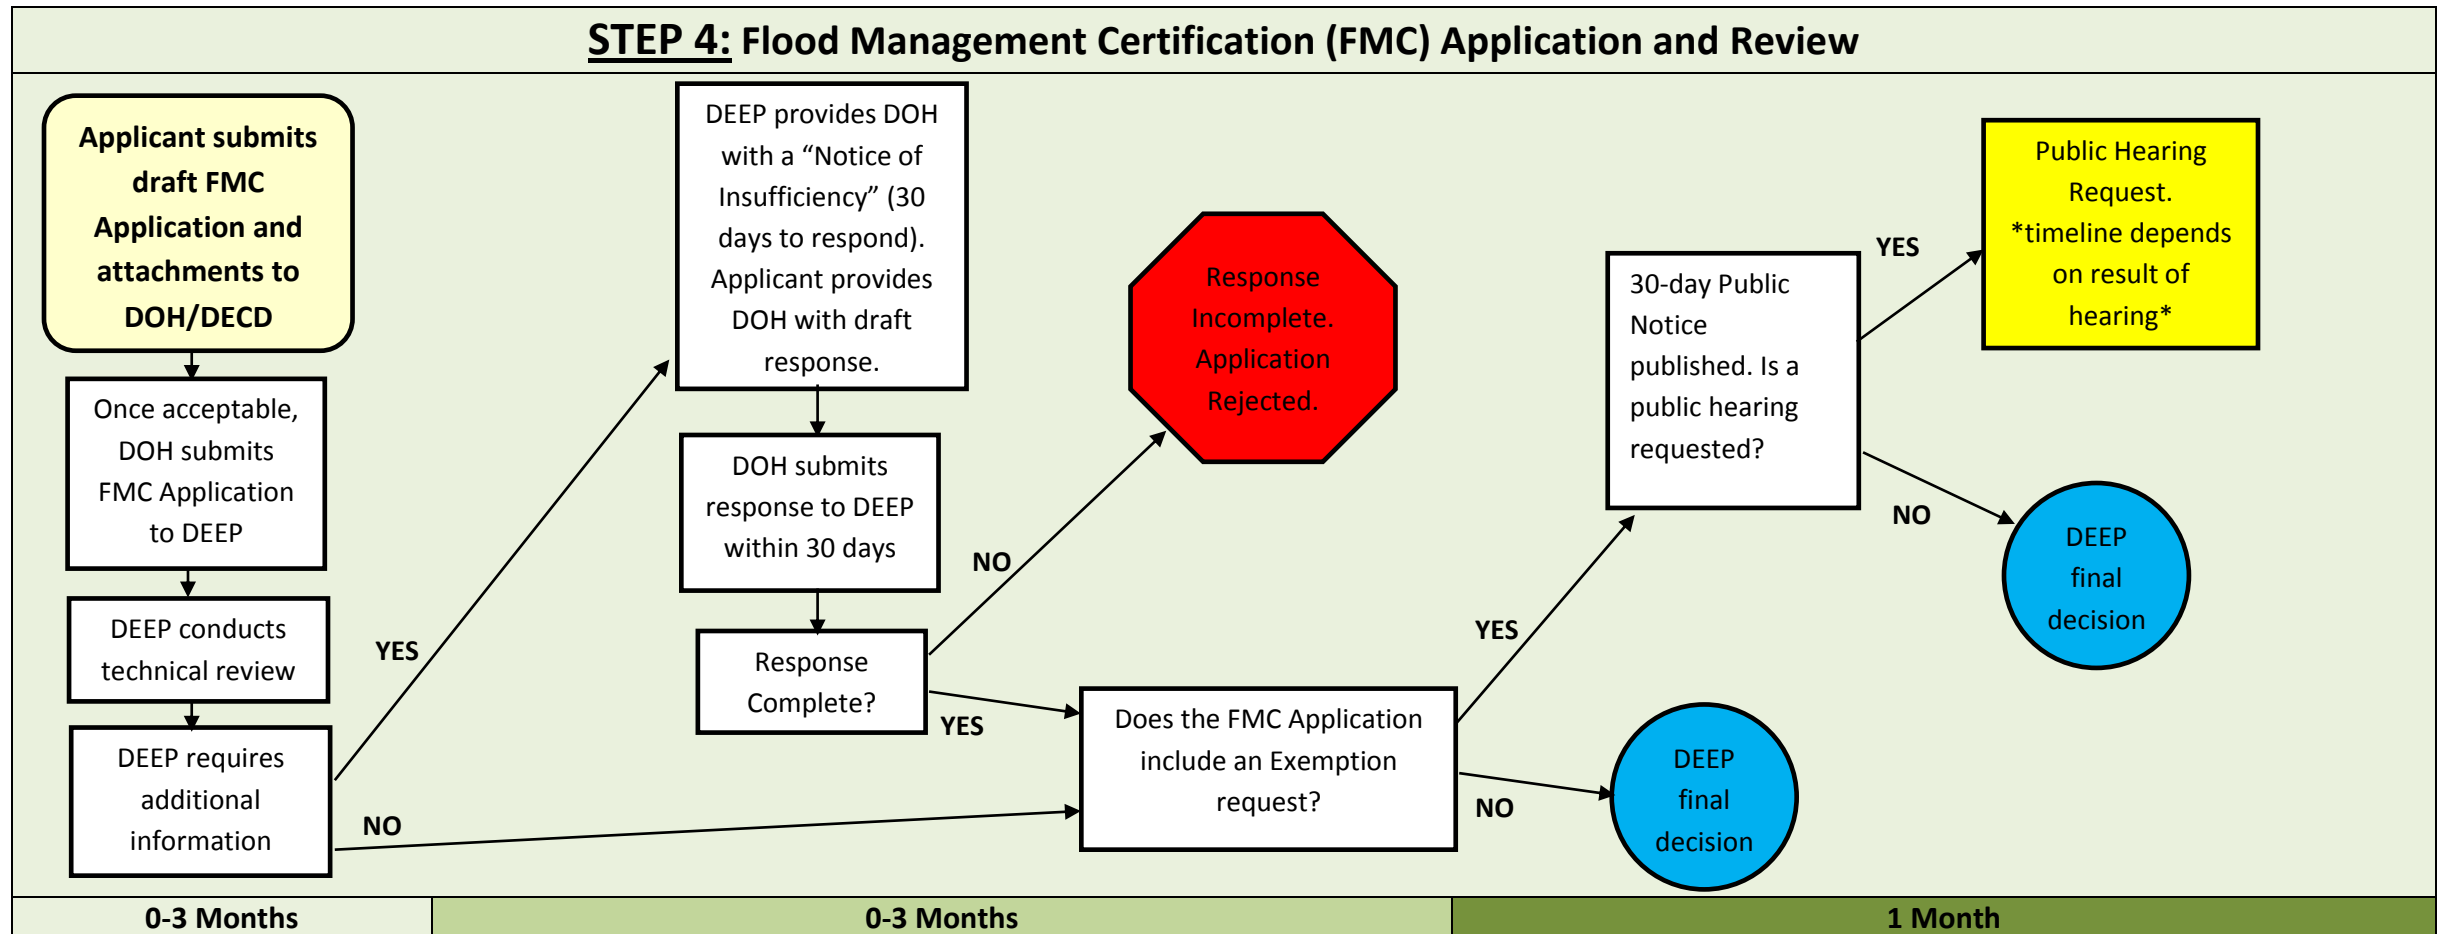 STEP 4: Flood Management Certification (FMC) Application and Review
Applicant submits
draft FMC
Application and
attachments to
DOH/DECD
Once acceptable,
DOH submits
FMC Application
to DEEP
DEEP conducts
technical review
DEEP requires
additional
information
YES
NO
DEEP provides DOH
with a “Notice of
Insufficiency” (30
days to respond).
Applicant provides
DOH with draft
response.
DOH submits
response to DEEP
within 30 days
Response
Complete?
NO
YES
Response
Incomplete.
Application
Rejected.
Does the FMC Application
include an Exemption
request?
YES
NO
30-day Public
Notice
published. Is a
public hearing
requested?
YES
NO
Public Hearing
Request.
*timeline depends
on result of
hearing*
DEEP
final
decision
DEEP
final
decision
0-3 Months
0-3 Months
1 Month